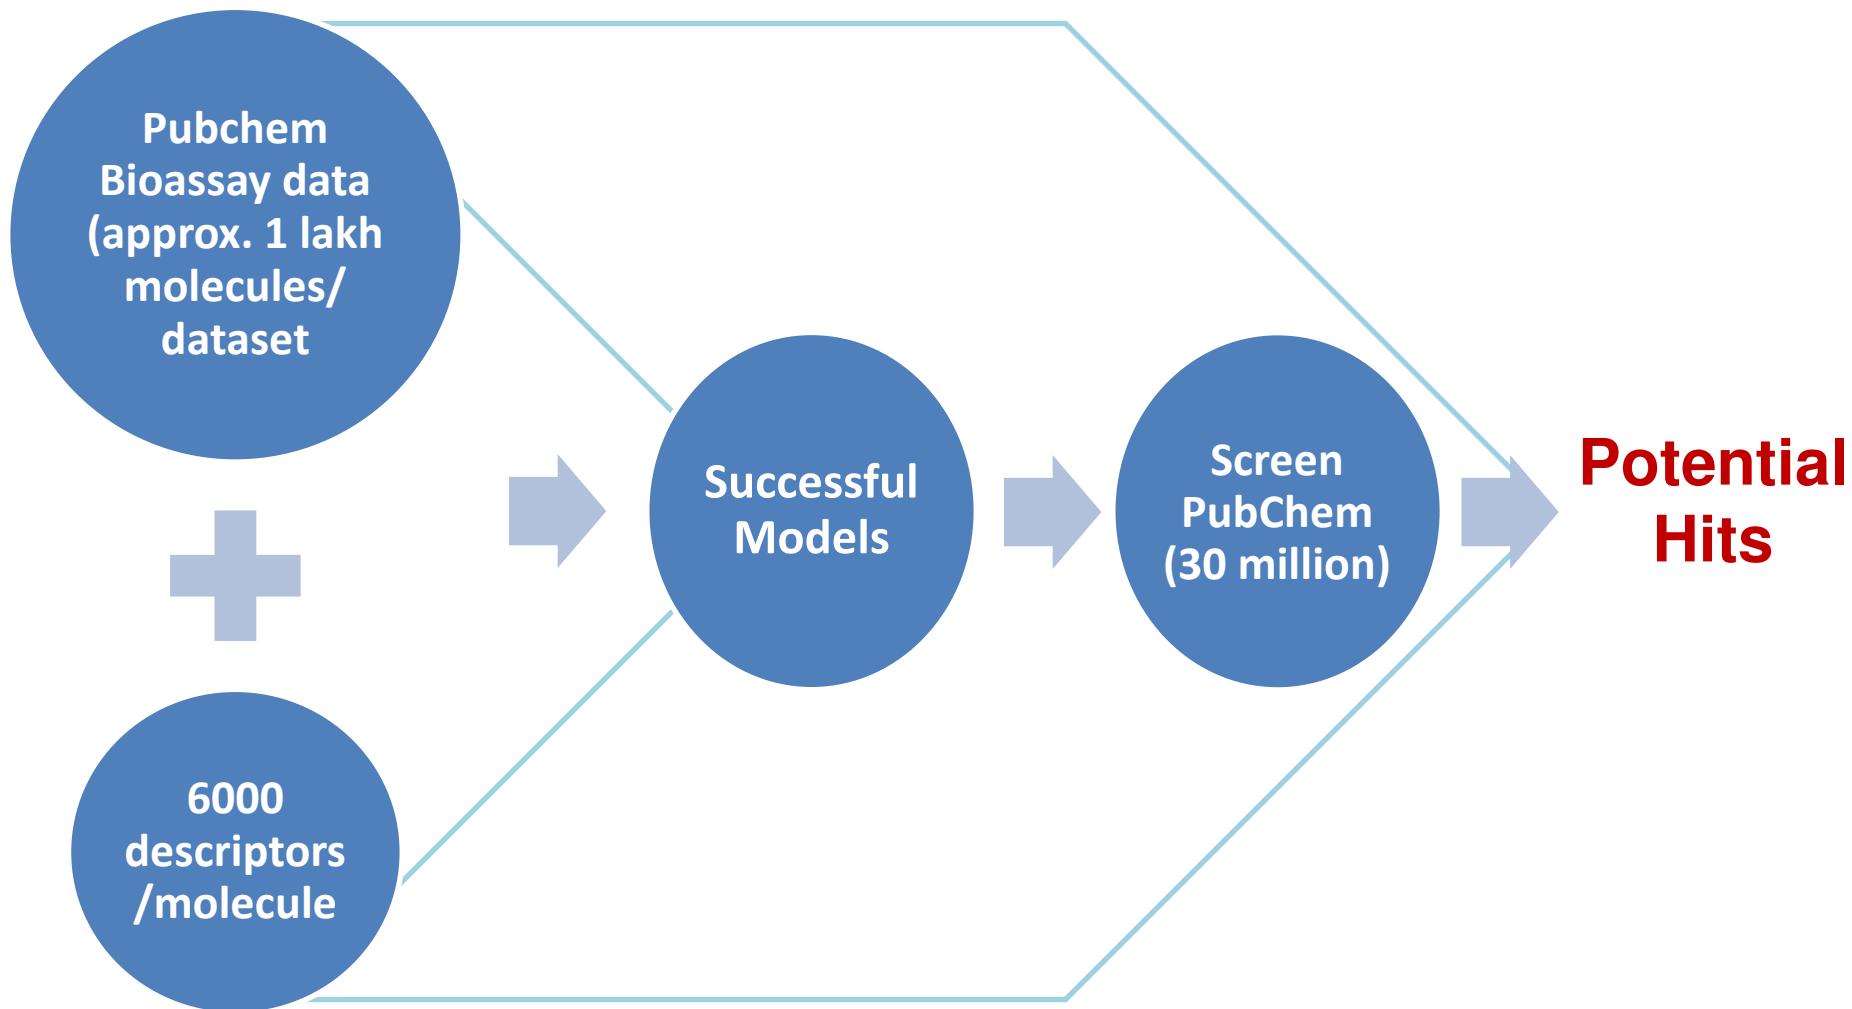 Pubchem
Bioassay data
(approx. 1 lakh
molecules/
dataset
6000
descriptors
/molecule
Successful
Models
Screen
PubChem
(30 million)
Potential
Hits